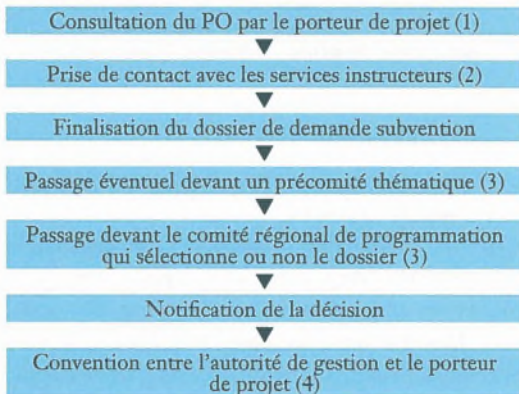 Consultation du PO par le porteur de projet (1)
Prise de contact avec les services instructeurs (2)
Finalisation du dossier de demande subvention
Passage éventuel devant un précomité thématique (3)
Passage devant le comité régional de programmation
qui sélectionne ou non le dossier (3)
Notification de la décision
Convention entre l'autorité de gestion et le porteur
de projet (4)